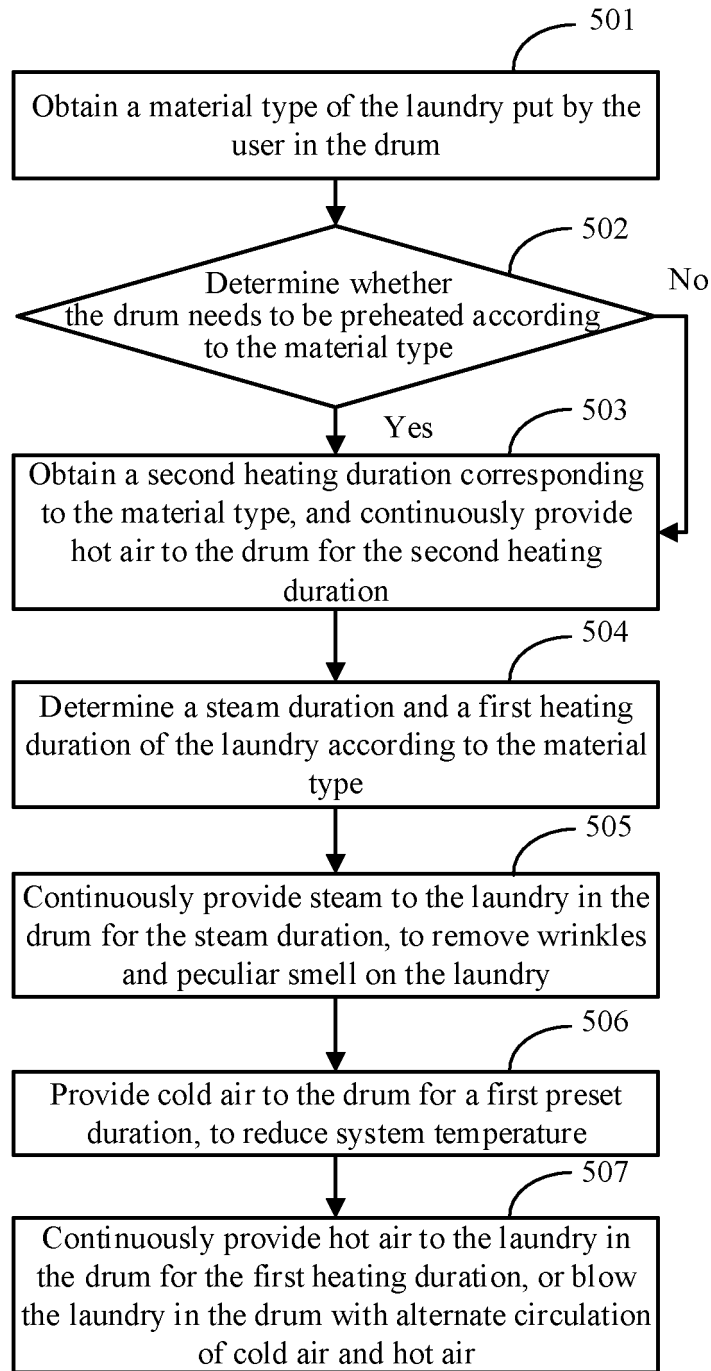 501
Obtain a material type of the laundry put by the
user in the drum
502
Determine whether
the drum needs to be preheated according
to the material type
No
Yes
503
Obtain a second heating duration corresponding
to the material type, and continuously provide
hot air to the drum for the second heating
duration
504
Determine a steam duration and a first heating
duration of the laundry according to the material
type
505
Continuously provide steam to the laundry in the
drum for the steam duration, to remove wrinkles
and peculiar smell on the laundry
506
Provide cold air to the drum for a first preset
duration, to reduce system temperature
507
Continuously provide hot air to the laundry in
the drum for the first heating duration, or blow
the laundry in the drum with alternate circulation
of cold air and hot air